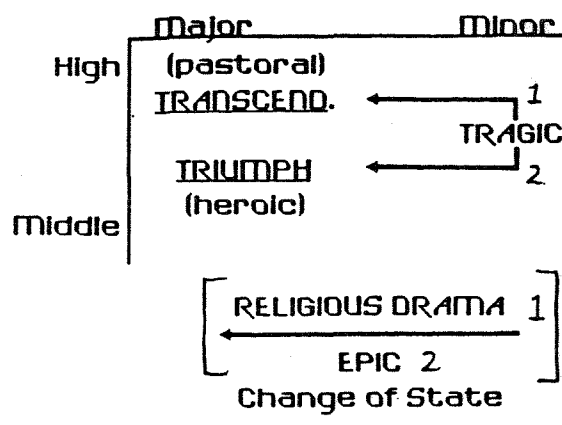 Major Minor
High (pastoral)
TRANSCEND. 1
TRAGIC
TRIUMPH 2
(heroic)
Middle
RELIGIOUS DRAMA 1
EPIC 2
Change of State